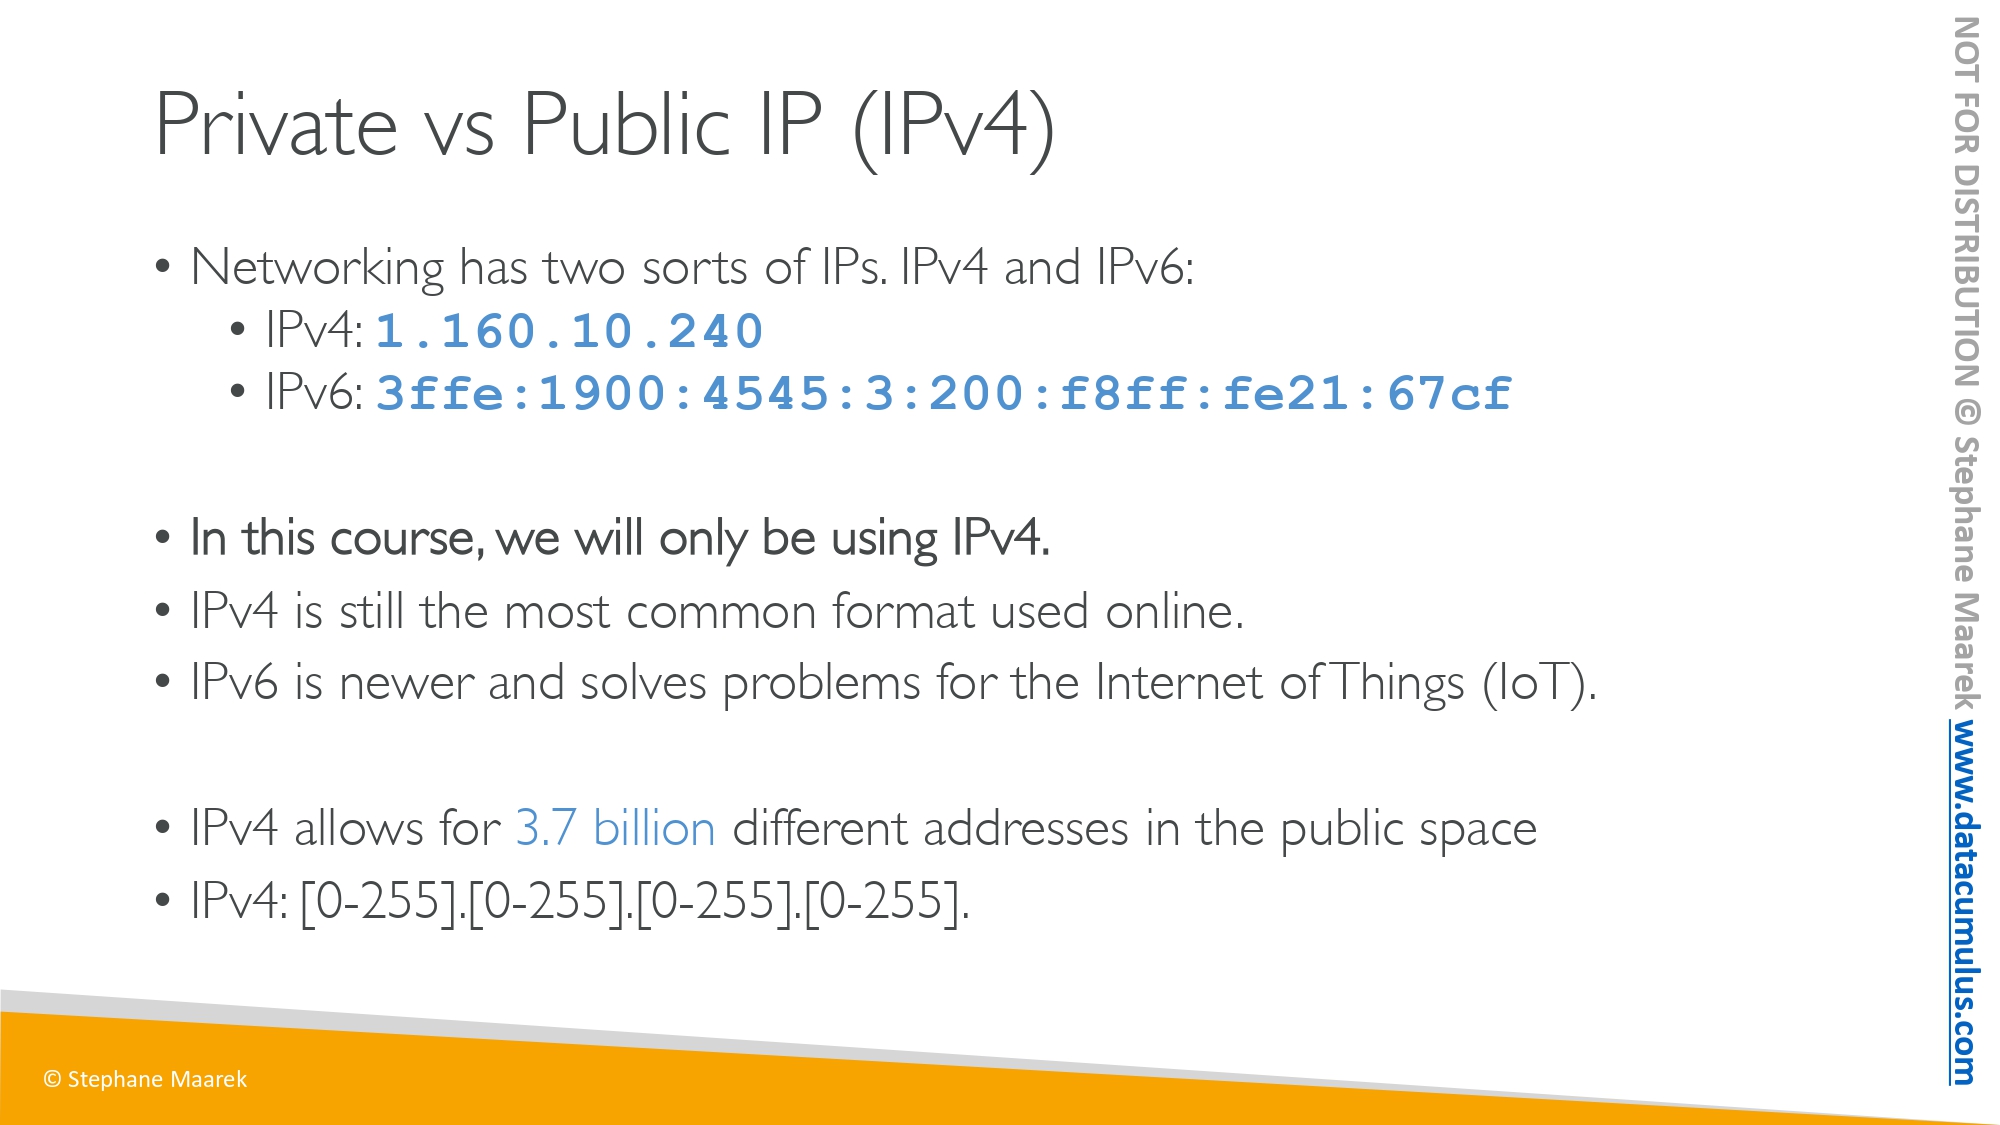 Private vs Public IP (IPv4)
• Networking has two sorts of IPs. IPv4 and IPv6:
• IPv4: 1.160.10.240
• IPv6: 3ffe:1900:4545:3:200:f8ff:fe21:67cf
• In this course, we will only be using IPv4.
• IPv4 is still the most common format used online.
• IPv6 is newer and solves problems for the Internet of Things (IoT).
• IPv4 allows for 3.7 billion different addresses in the public space
• IPv4: [0-255].[0-255].[0-255].[0-255].
© Stephane Maarek
NOT FOR DISTRIBUTION © Stephane Maarek www.datacumulus.com